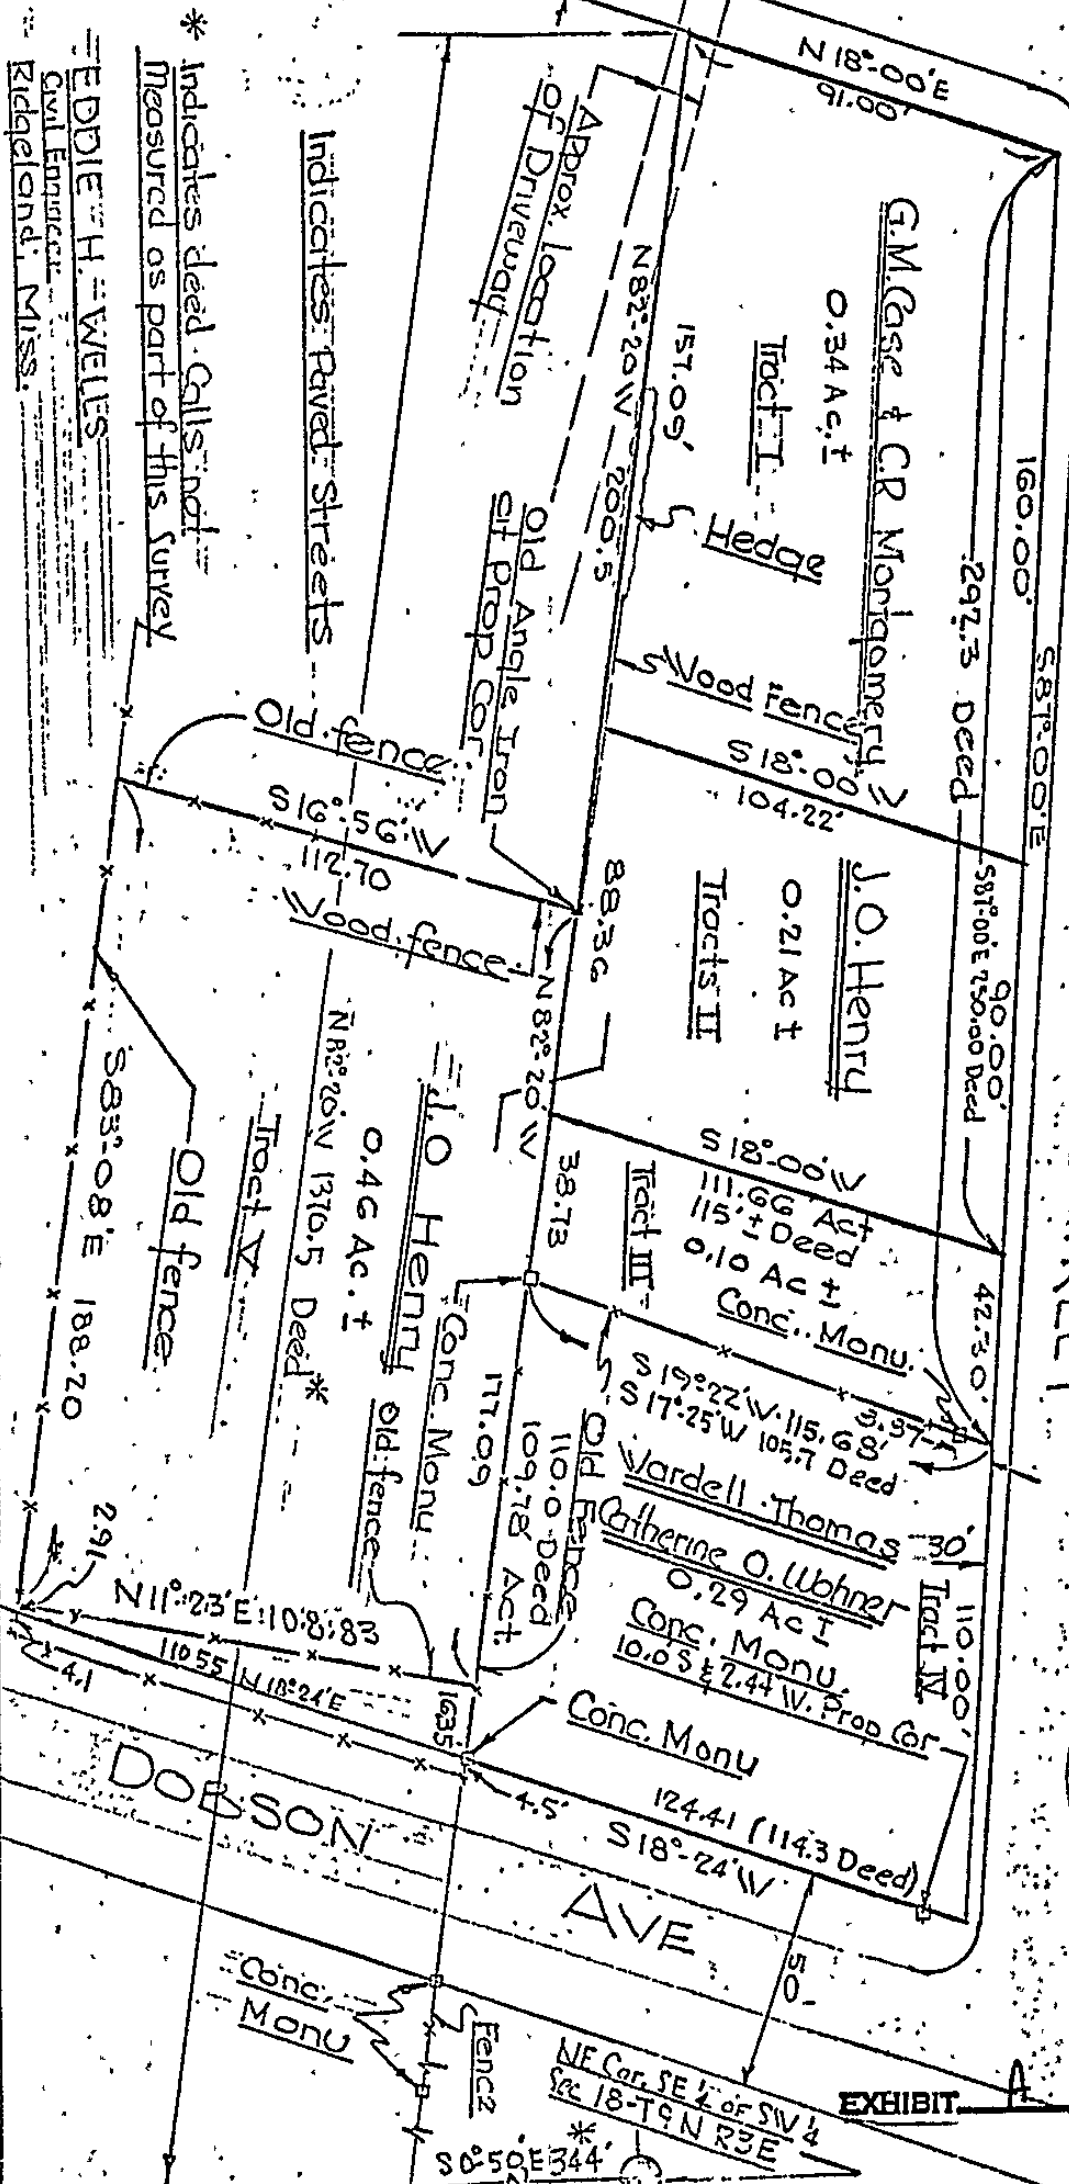 N 18°-00' E
91.00'
G.M. Case & C.R. Montgomery
0.34 Ac. ±
Tract I
157.09'
Hedge
Wood Fence
N 82°-20' W 200.5
160.00'
S 87°00'E
297.3 Deed
S 18°-00' W
104.22'
J.O. Henry
0.21 Ac ±
Tracts II
88.36
90.00'
S87°00'E 250.00 Deed
S 18°-00' W
111.66 Act
115' ± Deed
0.10 Ac ±
Tract III
38.73
42.30'
Conc. Monu.
3.37
S 19°22' W 115.68'
S 17°-25' W 105.7 Deed
Wardell Thomas
Catherine O. Wohner
0.29 Ac ±
30'
Tract IV
110.00'
Conc. Monu.
10.0 S & 2.44 W. Prop Cor
Conc. Monu
124.41 (114.3 Deed)
S 18°-24' W
4.5'
Old Fence
110.0 Deed
109.78' Act.
177.09
Approx. Location
of Driveway
Old Angle Iron
at Prop Cor.
N 82° 20' W
Old fence
S 16°-56' W
112.70
Wood fence
Conc. Monu
J.O. Henry
0.46 Ac. ±
Old fence
N 82°-20' W 1370.5 Deed *
Tract V
Old fence
S 83°-08' E 188.70
2.91
*
N 11°-23' E 108.83
110.55 N 18°-24' E
16.35
4.1
DOBSON AVE
50
Conc.
Monu
Fence
NE Cor. SE ¼ of SW ¼
Sec 18-T9N R3E
*
S 0°-50' E 344'
Indicates Paved Streets
* Indicates deed Calls not
Measured as part of this Survey
EDDIE H. WELLS
Civil Engineer
Ridgeland, Miss.
EXHIBIT A